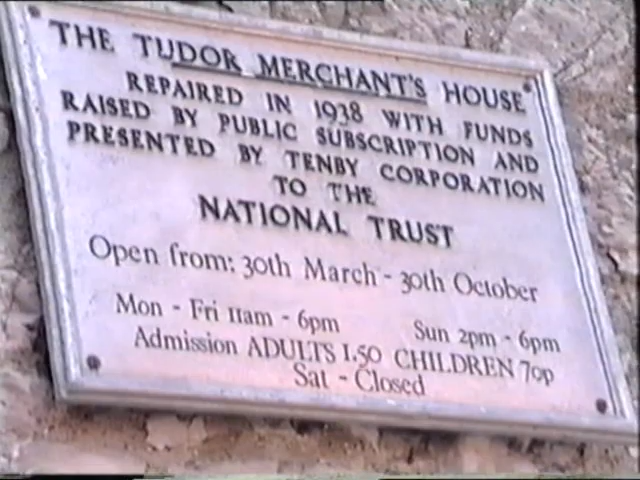 THE TUDOR MERCHANT'S HOUSE
REPAIRED IN 1938 WITH FUNDS
RAISED BY PUBLIC SUBSCRIPTION AND
PRESENTED BY TENBY CORPORATION
TO THE
NATIONAL TRUST
Open from: 30th March - 30th October
Mon - Fri 11am - 6pm Sun 2pm - 6pm
Admission ADULTS 1.50 CHILDREN 70p
Sat - Closed